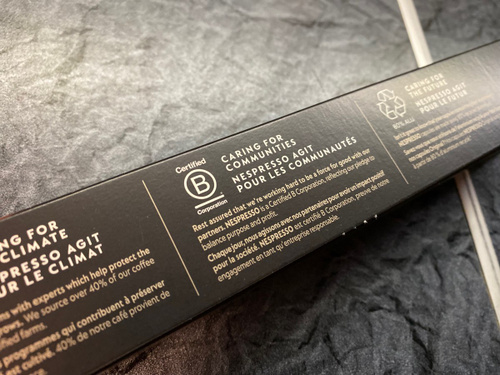 NG FOR
CLIMATE
PRESSO AGIT
UR LE CLIMAT
ms with experts which help protect the
rows. We source over 40% of our coffee
ified farms.
programmes qui contribuent à préserver
est cultivé. 40% de notre café provient de
Certified
B
Corporation
CARING FOR
COMMUNITIES
NESPRESSO AGIT
POUR LES COMMUNAUTÉS
Rest assured that we're working hard to be a force for good with our
partners. NESPRESSO is a Certified B Corporation, reflecting our pledge to
balance purpose and profit.
Chaque jour, nous agissons avec nos partenaires pour avoir un impact positif
pour la société. NESPRESSO est certifié B Corporation, preuve de notre
engagement en tant qu'entreprise responsable.
CARING FOR
THE FUTURE
NESPRESSO AGIT
POUR LE FUTUR
NESPRESSO